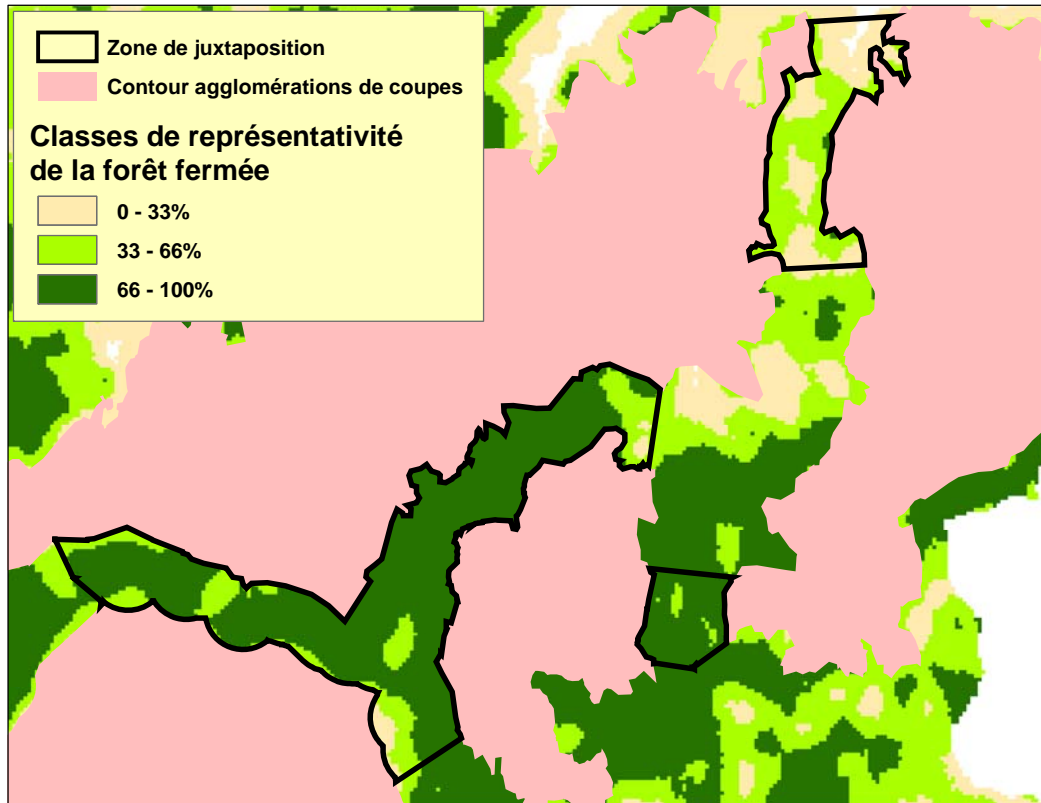 Zone de juxtaposition
Contour agglomérations de coupes
Classes de représentativité
de la forêt fermée
0 - 33%
33 - 66%
66 - 100%